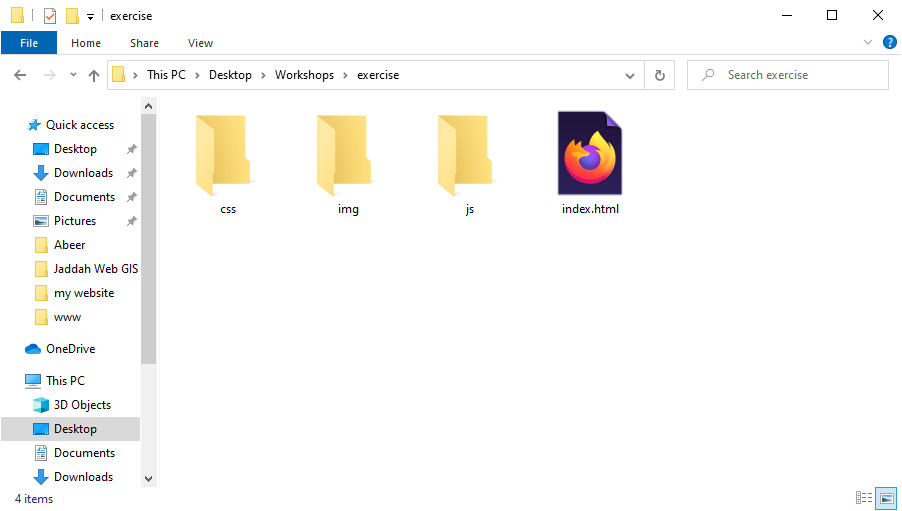 exercise
File Home Share View
This PC Desktop Workshops exercise Search exercise
Quick access
Desktop
Downloads
Documents
Pictures
Abeer
Jaddah Web GIS
my website
www
OneDrive
This PC
3D Objects
Desktop
Documents
Downloads
css img js index.html
4 items